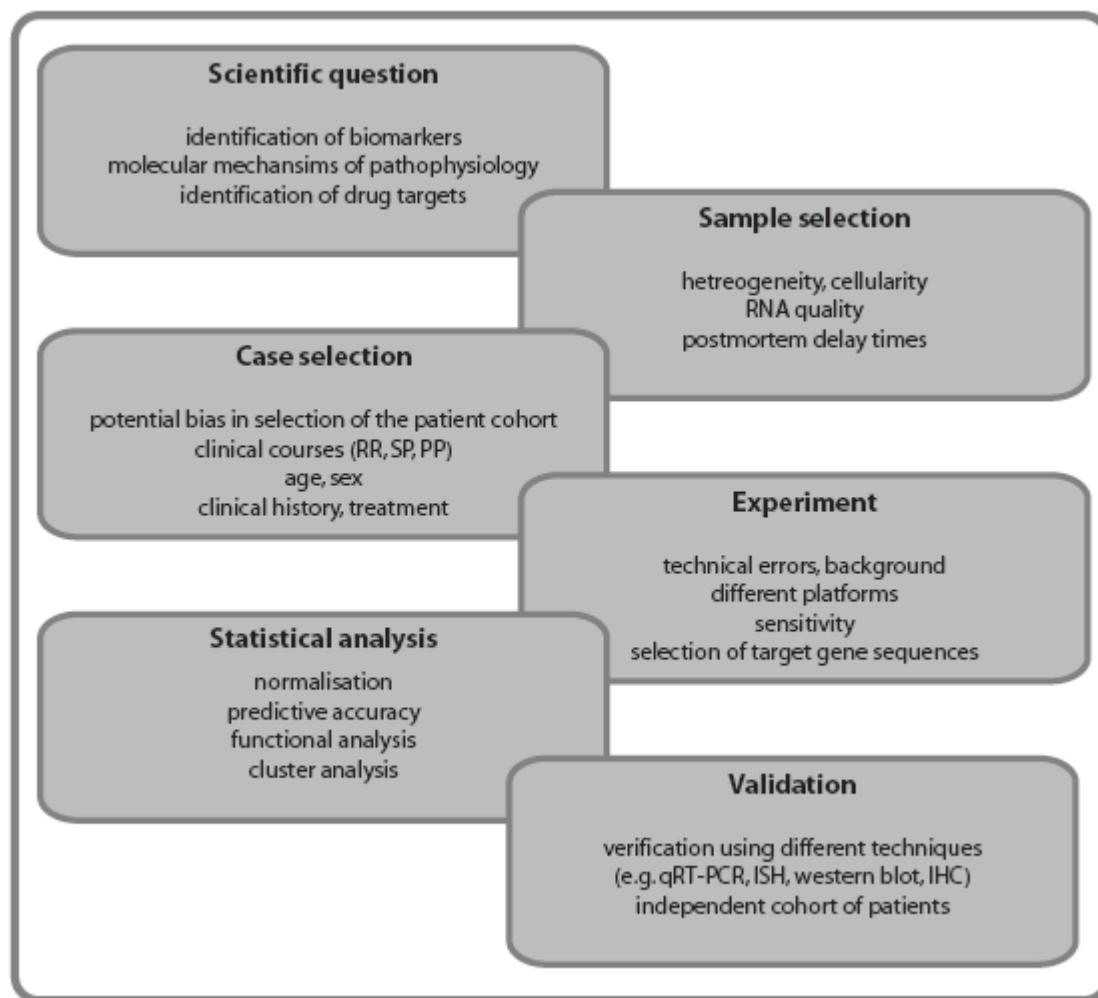 Scientific question
identification of biomarkers
molecular mechansims of pathophysiology
identification of drug targets
Sample selection
hetreogeneity, cellularity
RNA quality
postmortem delay times
Case selection
potential bias in selection of the patient cohort
clinical courses (RR, SP, PP)
age, sex
clinical history, treatment
Experiment
technical errors, background
different platforms
sensitivity
selection of target gene sequences
Statistical analysis
normalisation
predictive accuracy
functional analysis
cluster analysis
Validation
verification using different techniques
(e.g. qRT-PCR, ISH, western blot, IHC)
independent cohort of patients